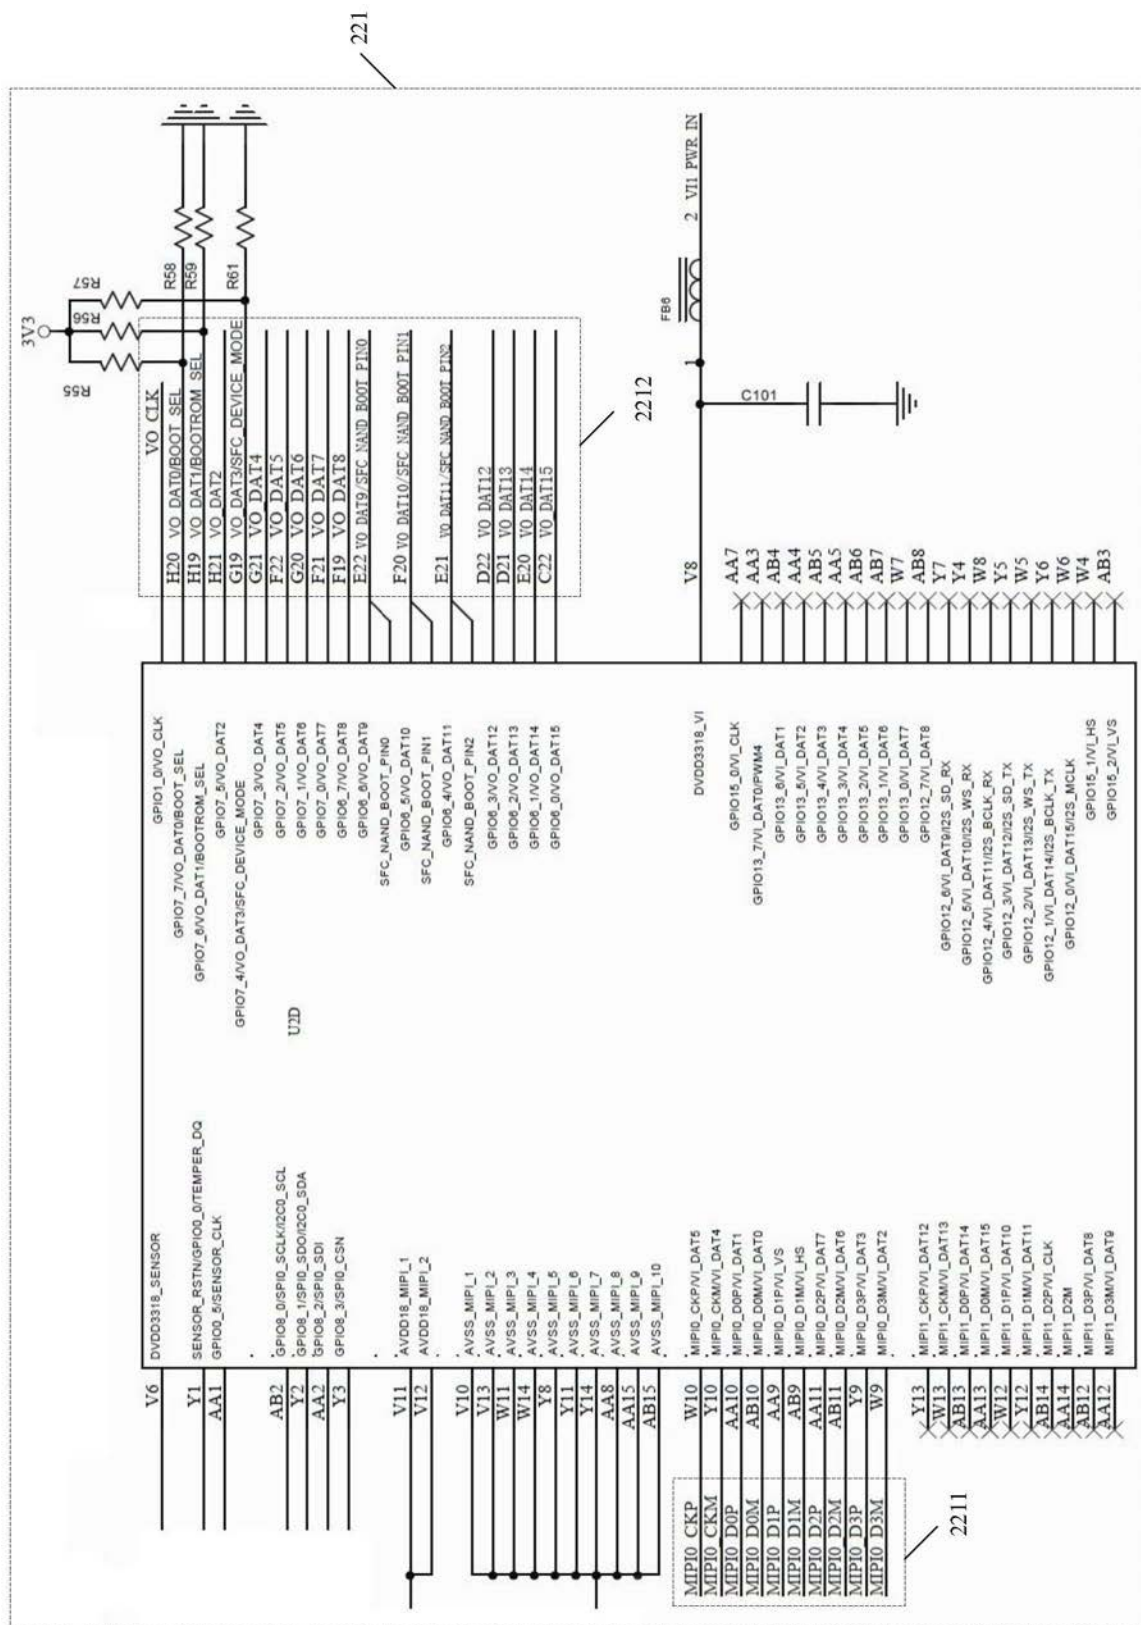 221
V6 DVDD3318_SENSOR
Y1 SENSOR_RSTN/GPIO0_0/TEMPER_DQ
AA1 GPIO0_5/SENSOR_CLK
AB2 GPIO8_0/SPI0_SCLK/I2C0_SCL
Y2 GPIO8_1/SPI0_SDO/I2C0_SDA
AA2 GPIO8_2/SPI0_SDI
Y3 GPIO8_3/SPI0_CSN
V11 AVDD18_MIPI_1
V12 AVDD18_MIPI_2
V10 AVSS_MIPI_1
V13 AVSS_MIPI_2
W11 AVSS_MIPI_3
W14 AVSS_MIPI_4
Y8 AVSS_MIPI_5
Y11 AVSS_MIPI_6
Y14 AVSS_MIPI_7
AA8 AVSS_MIPI_8
AA15 AVSS_MIPI_9
AB15 AVSS_MIPI_10
MIPI0 CKP W10 MIPI0_CKP/VI_DAT5
MIPI0 CKM Y10 MIPI0_CKM/VI_DAT4
MIPI0 D0P AA10 MIPI0_D0P/VI_DAT1
MIPI0 D0M AB10 MIPI0_D0M/VI_DAT0
MIPI0 D1P AA9 MIPI0_D1P/VI_VS
MIPI0 D1M AB9 MIPI0_D1M/VI_HS
MIPI0 D2P AA11 MIPI0_D2P/VI_DAT7
MIPI0 D2M AB11 MIPI0_D2M/VI_DAT6
MIPI0 D3P Y9 MIPI0_D3P/VI_DAT3
MIPI0 D3M W9 MIPI0_D3M/VI_DAT2
2211
Y13 MIPI1_CKP/VI_DAT12
W13 MIPI1_CKM/VI_DAT13
AB13 MIPI1_D0P/VI_DAT14
AA13 MIPI1_D0M/VI_DAT15
W12 MIPI1_D1P/VI_DAT10
Y12 MIPI1_D1M/VI_DAT11
AB14 MIPI1_D2P/VI_CLK
AA14 MIPI1_D2M
AB12 MIPI1_D3P/VI_DAT8
AA12 MIPI1_D3M/VI_DAT9
U2D
GPIO1_0/VO_CLK VO CLK
GPIO7_7/VO_DAT0/BOOT_SEL H20 VO DAT0/BOOT SEL
GPIO7_6/VO_DAT1/BOOTROM_SEL H19 VO_DAT1/BOOTROM SEL
GPIO7_5/VO_DAT2 H21 VO_DAT2
GPIO7_4/VO_DAT3/SFC_DEVICE_MODE G19 VO_DAT3/SFC_DEVICE_MODE
GPIO7_3/VO_DAT4 G21 VO DAT4
GPIO7_2/VO_DAT5 F22 VO DAT5
GPIO7_1/VO_DAT6 G20 VO DAT6
GPIO7_0/VO_DAT7 F21 VO DAT7
GPIO6_7/VO_DAT8 F19 VO DAT8
GPIO6_6/VO_DAT9 E22 VO DAT9/SFC NAND BOOT PIN0
SFC_NAND_BOOT_PIN0
GPIO6_5/VO_DAT10 F20 VO DAT10/SFC NAND BOOT PIN1
SFC_NAND_BOOT_PIN1
GPIO6_4/VO_DAT11 E21 VO DAT11/SFC NAND BOOT PIN2
SFC_NAND_BOOT_PIN2
GPIO6_3/VO_DAT12 D22 VO DAT12
GPIO6_2/VO_DAT13 D21 VO DAT13
GPIO6_1/VO_DAT14 E20 VO DAT14
GPIO6_0/VO_DAT15 C22 VO DAT15
2212
3V3
R55
R56
R57
R58
R59
R61
DVDD3318_VI V8 1 FB6 2 VI1 PWR IN
C101
GPIO15_0/VI_CLK AA7
GPIO13_7/VI_DAT0/PWM4 AA3
GPIO13_6/VI_DAT1 AB4
GPIO13_5/VI_DAT2 AA4
GPIO13_4/VI_DAT3 AB5
GPIO13_3/VI_DAT4 AA5
GPIO13_2/VI_DAT5 AB6
GPIO13_1/VI_DAT6 AB7
GPIO13_0/VI_DAT7 W7
GPIO12_7/VI_DAT8 AB8
GPIO12_6/VI_DAT9/I2S_SD_RX Y7
GPIO12_5/VI_DAT10/I2S_WS_RX Y4
GPIO12_4/VI_DAT11/I2S_BCLK_RX W8
GPIO12_3/VI_DAT12/I2S_SD_TX Y5
GPIO12_2/VI_DAT13/I2S_WS_TX W5
GPIO12_1/VI_DAT14/I2S_BCLK_TX Y6
GPIO12_0/VI_DAT15/I2S_MCLK W6
GPIO15_1/VI_HS W4
GPIO15_2/VI_VS AB3